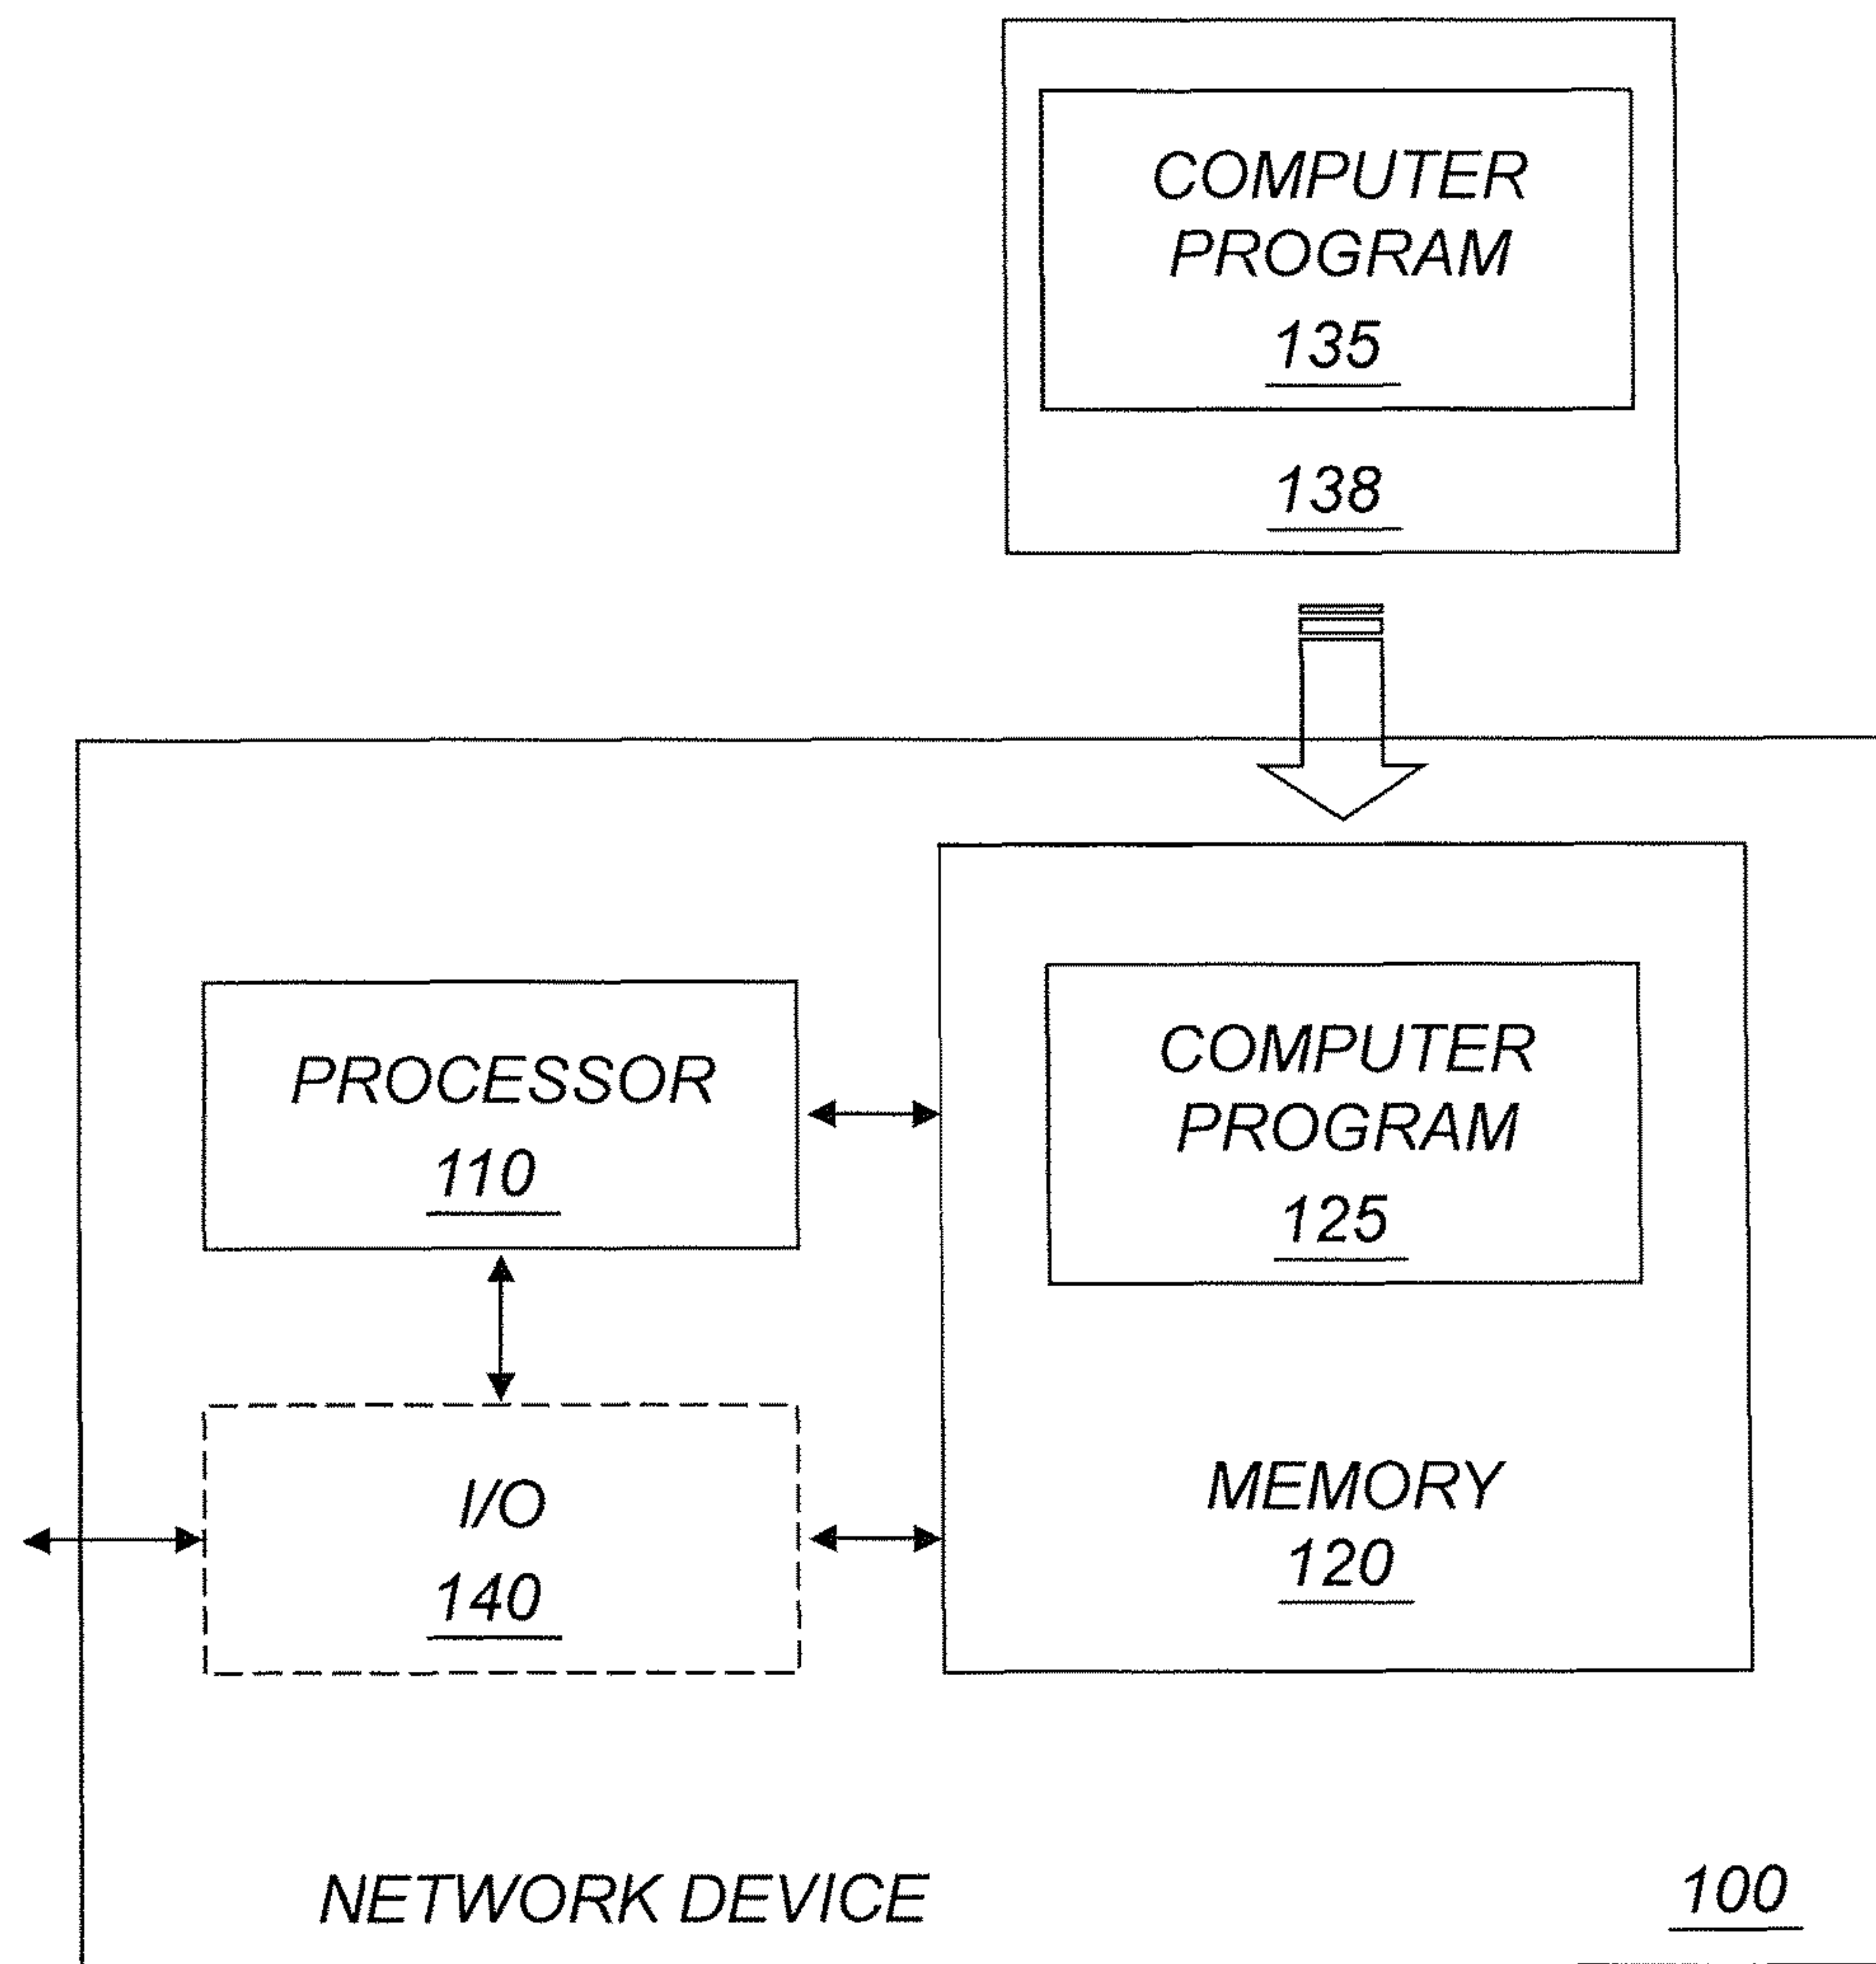 COMPUTER
PROGRAM
135
138
PROCESSOR
110
COMPUTER
PROGRAM
125
I/O
140
MEMORY
120
NETWORK DEVICE
100